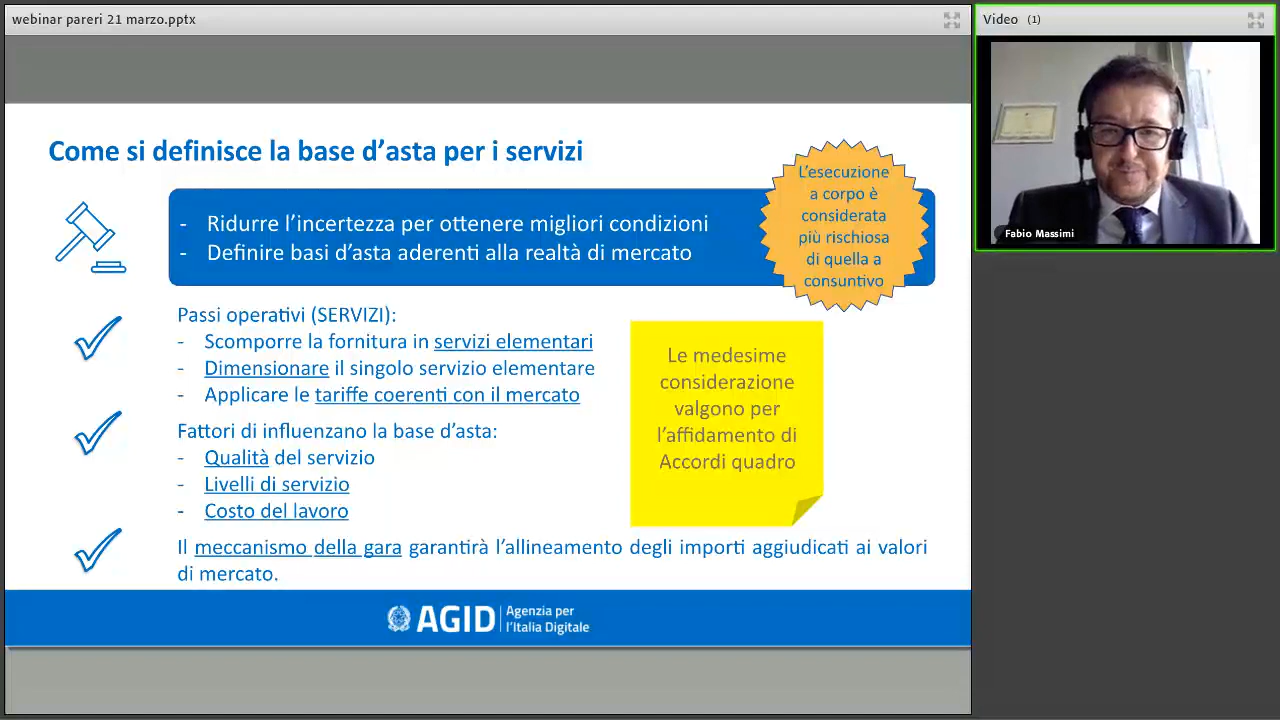 webinar pareri 21 marzo.pptx
Video (1)
Fabio Massimi
Come si definisce la base d'asta per i servizi
- Ridurre l'incertezza per ottenere migliori condizioni
- Definire basi d'asta aderenti alla realtà di mercato
L'esecuzione
a corpo è
considerata
più rischiosa
di quella a
consuntivo
Passi operativi (SERVIZI):
- Scomporre la fornitura in servizi elementari
- Dimensionare il singolo servizio elementare
- Applicare le tariffe coerenti con il mercato
Fattori di influenzano la base d'asta:
- Qualità del servizio
- Livelli di servizio
- Costo del lavoro
Le medesime
considerazione
valgono per
l'affidamento di
Accordi quadro
Il meccanismo della gara garantirà l'allineamento degli importi aggiudicati ai valori
di mercato.
AGID
Agenzia per
l'Italia Digitale